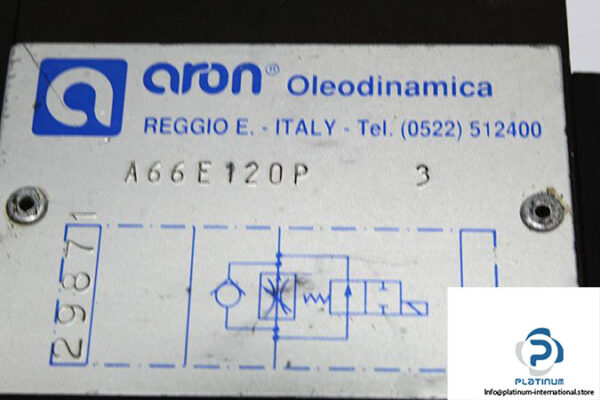 aron® Oleodinamica
REGGIO E. - ITALY - Tel. (0522) 512400
A66E120P 3
29871
PLATINUM
Info@platinum-international.store